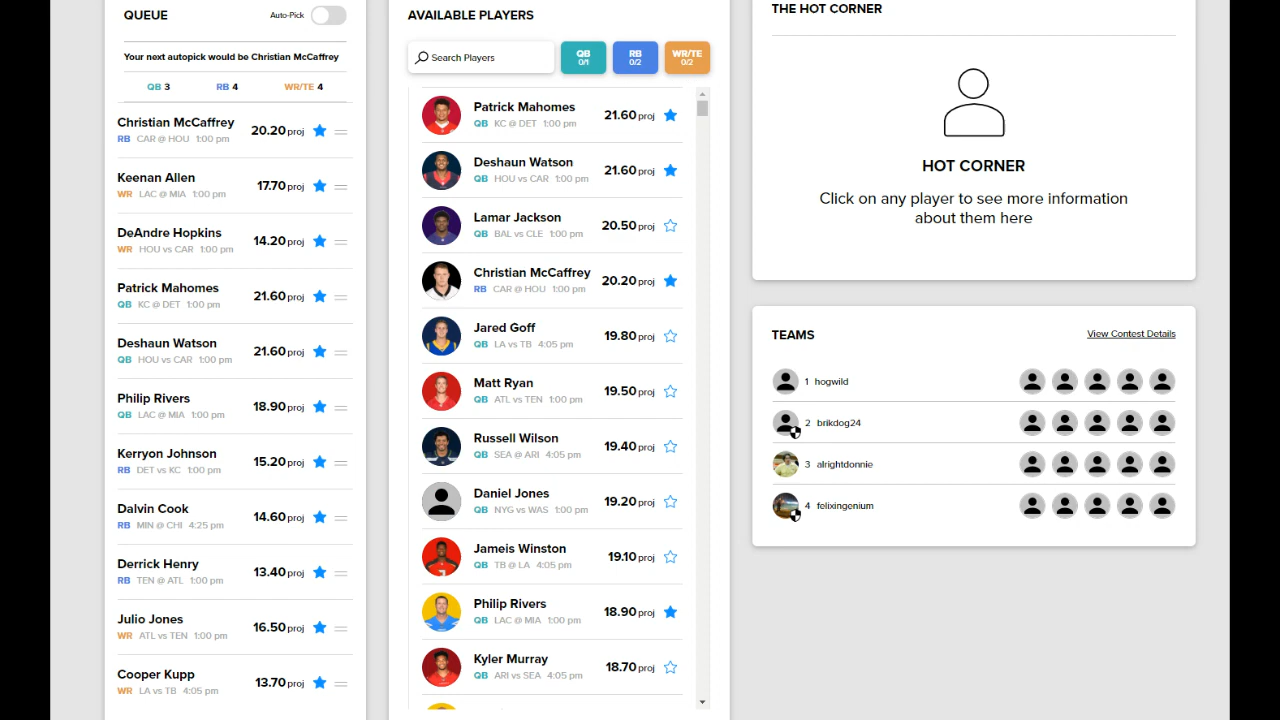 QUEUE
Auto-Pick
Your next autopick would be Christian McCaffrey
QB 3 RB 4 WR/TE 4
Christian McCaffrey
RB CAR @ HOU 1:00 pm
20.20 proj
Keenan Allen
WR LAC @ MIA 1:00 pm
17.70 proj
DeAndre Hopkins
WR HOU vs CAR 1:00 pm
14.20 proj
Patrick Mahomes
QB KC @ DET 1:00 pm
21.60 proj
Deshaun Watson
QB HOU vs CAR 1:00 pm
21.60 proj
Philip Rivers
QB LAC @ MIA 1:00 pm
18.90 proj
Kerryon Johnson
RB DET vs KC 1:00 pm
15.20 proj
Dalvin Cook
RB MIN @ CHI 4:25 pm
14.60 proj
Derrick Henry
RB TEN @ ATL 1:00 pm
13.40 proj
Julio Jones
WR ATL vs TEN 1:00 pm
16.50 proj
Cooper Kupp
WR LA vs TB 4:05 pm
13.70 proj
AVAILABLE PLAYERS
Search Players
QB
0/1
RB
0/2
WR/TE
0/2
Patrick Mahomes
QB KC @ DET 1:00 pm
21.60 proj
Deshaun Watson
QB HOU vs CAR 1:00 pm
21.60 proj
Lamar Jackson
QB BAL vs CLE 1:00 pm
20.50 proj
Christian McCaffrey
RB CAR @ HOU 1:00 pm
20.20 proj
Jared Goff
QB LA vs TB 4:05 pm
19.80 proj
Matt Ryan
QB ATL vs TEN 1:00 pm
19.50 proj
Russell Wilson
QB SEA @ ARI 4:05 pm
19.40 proj
Daniel Jones
QB NYG vs WAS 1:00 pm
19.20 proj
Jameis Winston
QB TB @ LA 4:05 pm
19.10 proj
Philip Rivers
QB LAC @ MIA 1:00 pm
18.90 proj
Kyler Murray
QB ARI vs SEA 4:05 pm
18.70 proj
THE HOT CORNER
HOT CORNER
Click on any player to see more information
about them here
TEAMS
View Contest Details
1 hogwild
2 brikdog24
3 alrightdonnie
4 felixingenium